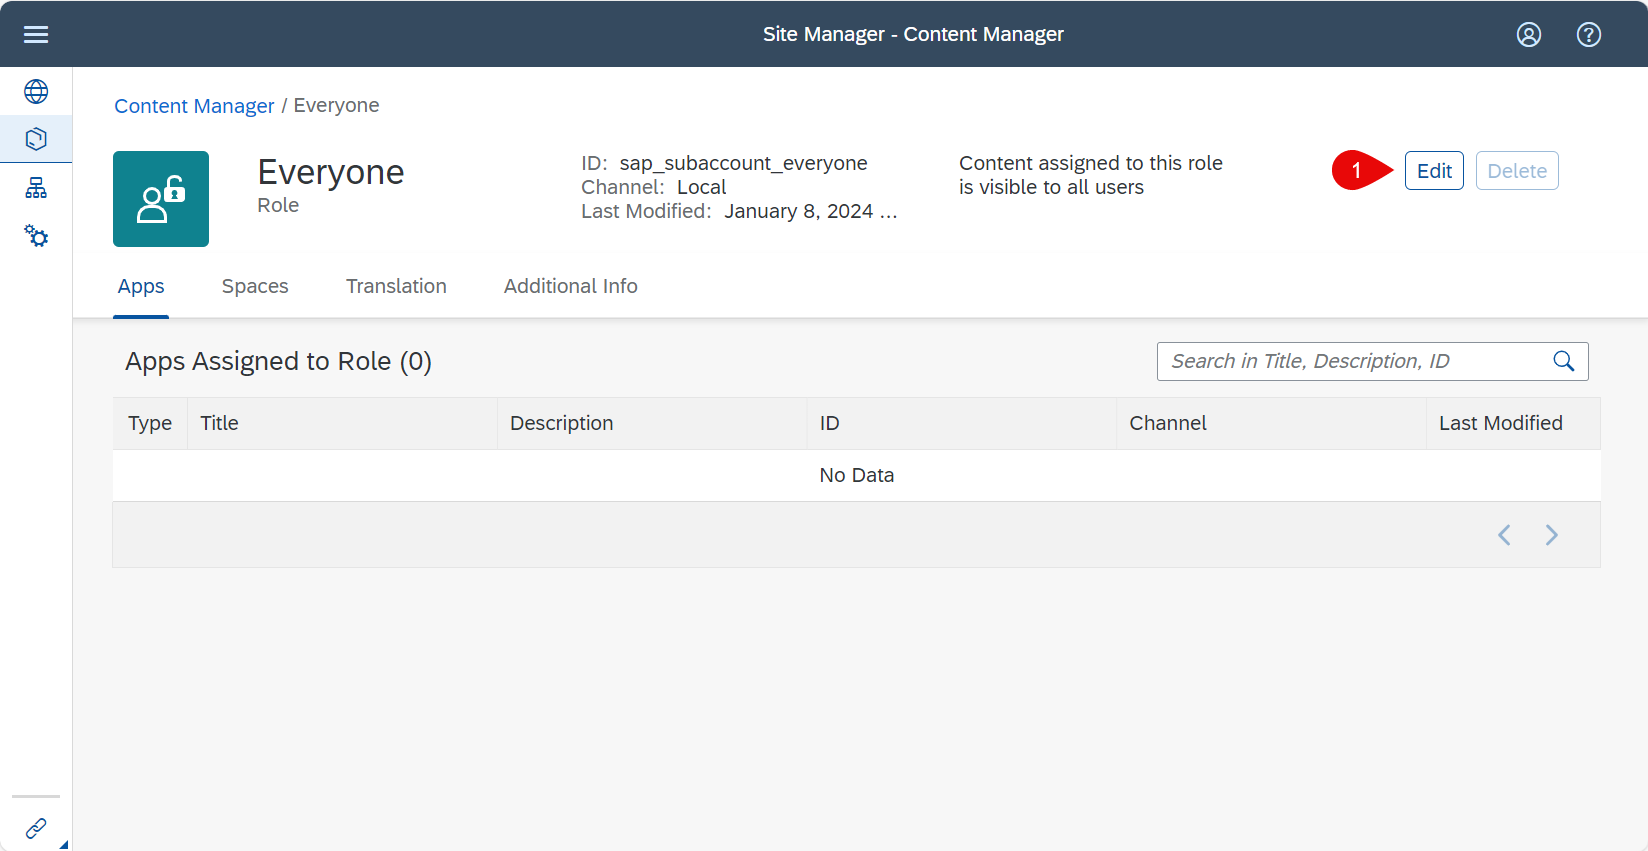 Site Manager - Content Manager
Content Manager / Everyone
Everyone
Role
ID: sap_subaccount_everyone
Channel: Local
Last Modified: January 8, 2024 ...
Content assigned to this role
is visible to all users
1
Edit
Delete
Apps
Spaces
Translation
Additional Info
Apps Assigned to Role (0)
Search in Title, Description, ID
Type
Title
Description
ID
Channel
Last Modified
No Data